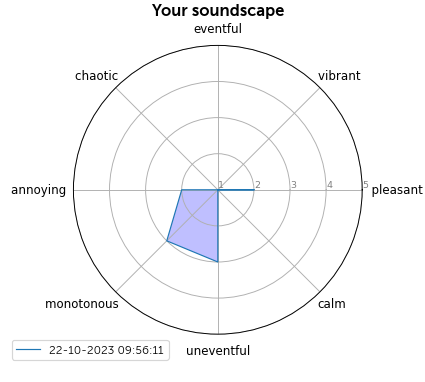 Your soundscape
eventful
chaotic
vibrant
annoying
1 2 3 4 5
pleasant
monotonous
calm
uneventful
22-10-2023 09:56:11